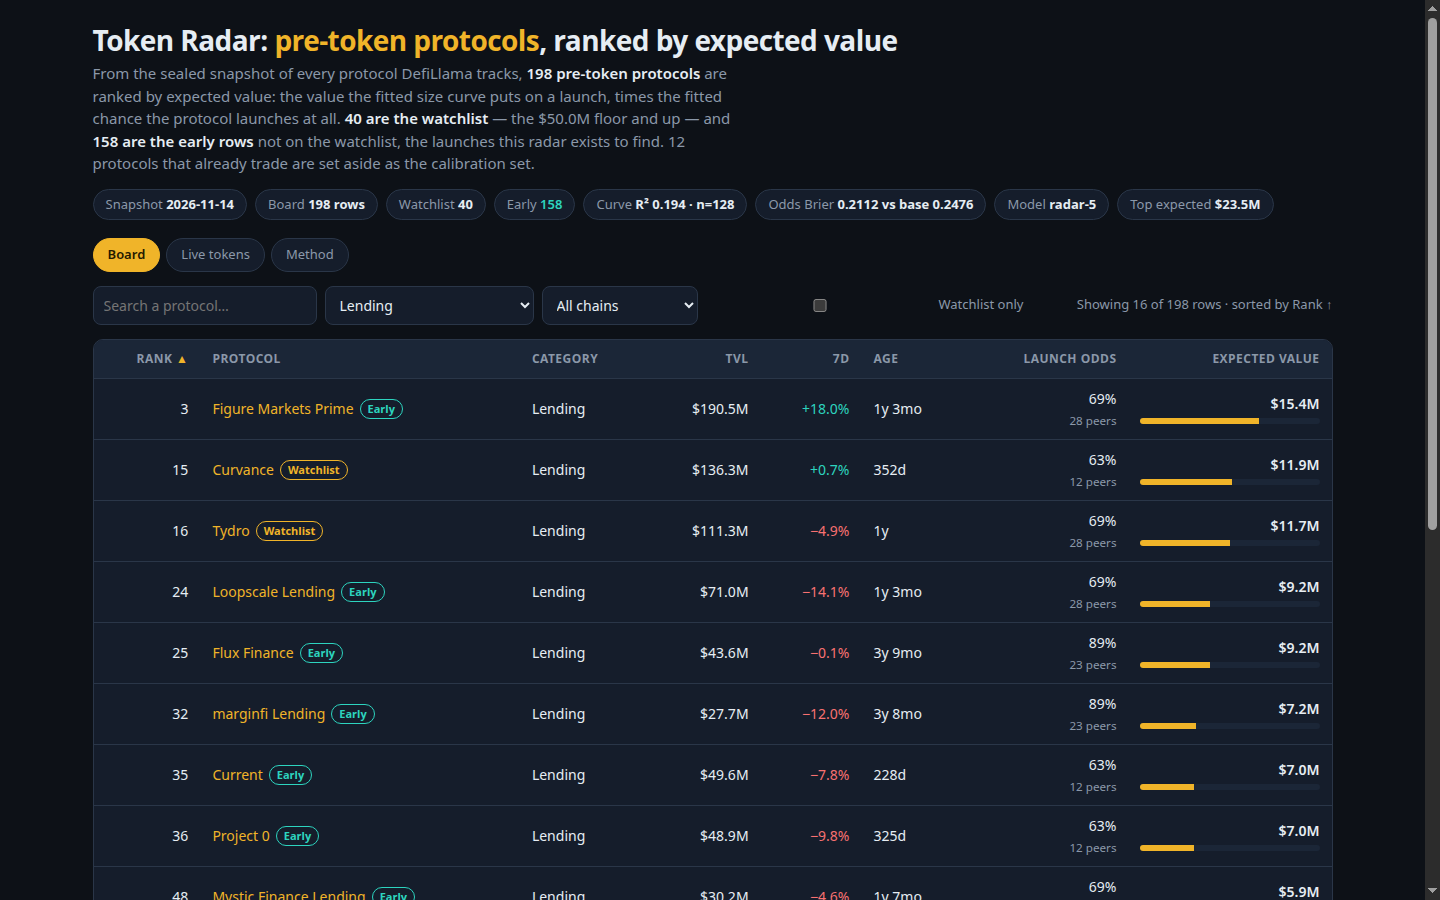 Token Radar: pre-token protocols, ranked by expected value
From the sealed snapshot of every protocol DefiLlama tracks, 198 pre-token protocols are
ranked by expected value: the value the fitted size curve puts on a launch, times the fitted
chance the protocol launches at all. 40 are the watchlist — the $50.0M floor and up — and
158 are the early rows not on the watchlist, the launches this radar exists to find. 12
protocols that already trade are set aside as the calibration set.
Snapshot 2026-11-14 Board 198 rows Watchlist 40 Early 158 Curve R² 0.194 · n=128 Odds Brier 0.2112 vs base 0.2476 Model radar-5 Top expected $23.5M
Board Live tokens Method
Search a protocol... Lending All chains Watchlist only Showing 16 of 198 rows · sorted by Rank ↑
RANK ▲ PROTOCOL CATEGORY TVL 7D AGE LAUNCH ODDS EXPECTED VALUE
3 Figure Markets Prime Early Lending $190.5M +18.0% 1y 3mo 69% $15.4M
28 peers
15 Curvance Watchlist Lending $136.3M +0.7% 352d 63% $11.9M
12 peers
16 Tydro Watchlist Lending $111.3M −4.9% 1y 69% $11.7M
28 peers
24 Loopscale Lending Early Lending $71.0M −14.1% 1y 3mo 69% $9.2M
28 peers
25 Flux Finance Early Lending $43.6M −0.1% 3y 9mo 89% $9.2M
23 peers
32 marginfi Lending Early Lending $27.7M −12.0% 3y 8mo 89% $7.2M
23 peers
35 Current Early Lending $49.6M −7.8% 228d 63% $7.0M
12 peers
36 Project 0 Early Lending $48.9M −9.8% 325d 63% $7.0M
12 peers
48 Mystic Finance Lending Early Lending $30.2M −4.6% 1y 7mo 69% $5.9M